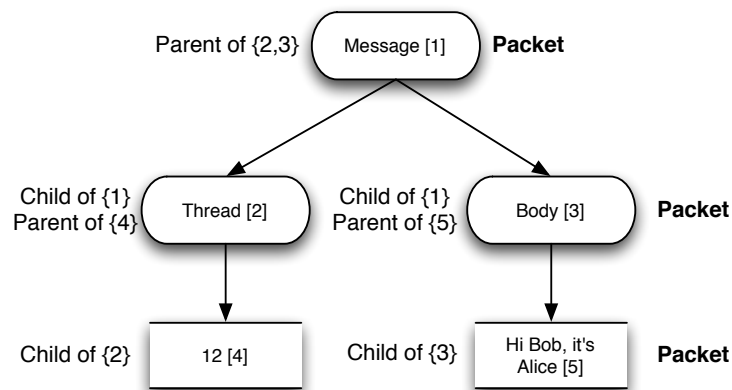 Parent of {2,3} Message [1] Packet
Child of {1} Child of {1}
Parent of {4} Thread [2] Parent of {5} Body [3] Packet
Child of {2} 12 [4] Child of {3} Hi Bob, it's
Alice [5] Packet